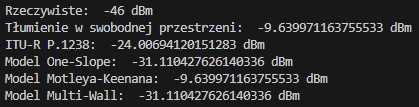 Rzeczywiste:  -46 dBm
Tłumienie w swobodnej przestrzeni:  -9.639971163755533 dBm
ITU-R P.1238:  -24.00694120151283 dBm
Model One-Slope:  -31.110427626140336 dBm
Model Motleya-Keenana:  -9.639971163755533 dBm
Model Multi-Wall:  -31.110427626140336 dBm